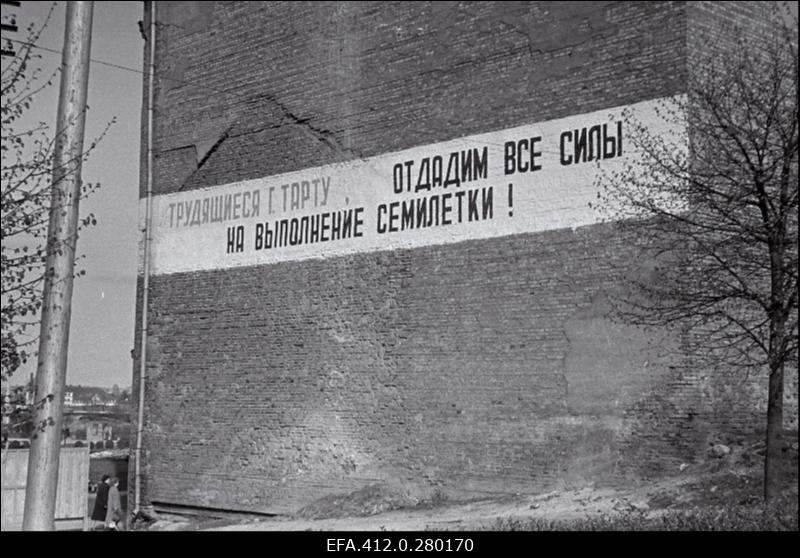 ТРУДЯЩИЕСЯ Г. ТАРТУ , ОТДАДИМ ВСЕ СИЛЫ
НА ВЫПОЛНЕНИЕ СЕМИЛЕТКИ !
EFA.412.0.280170